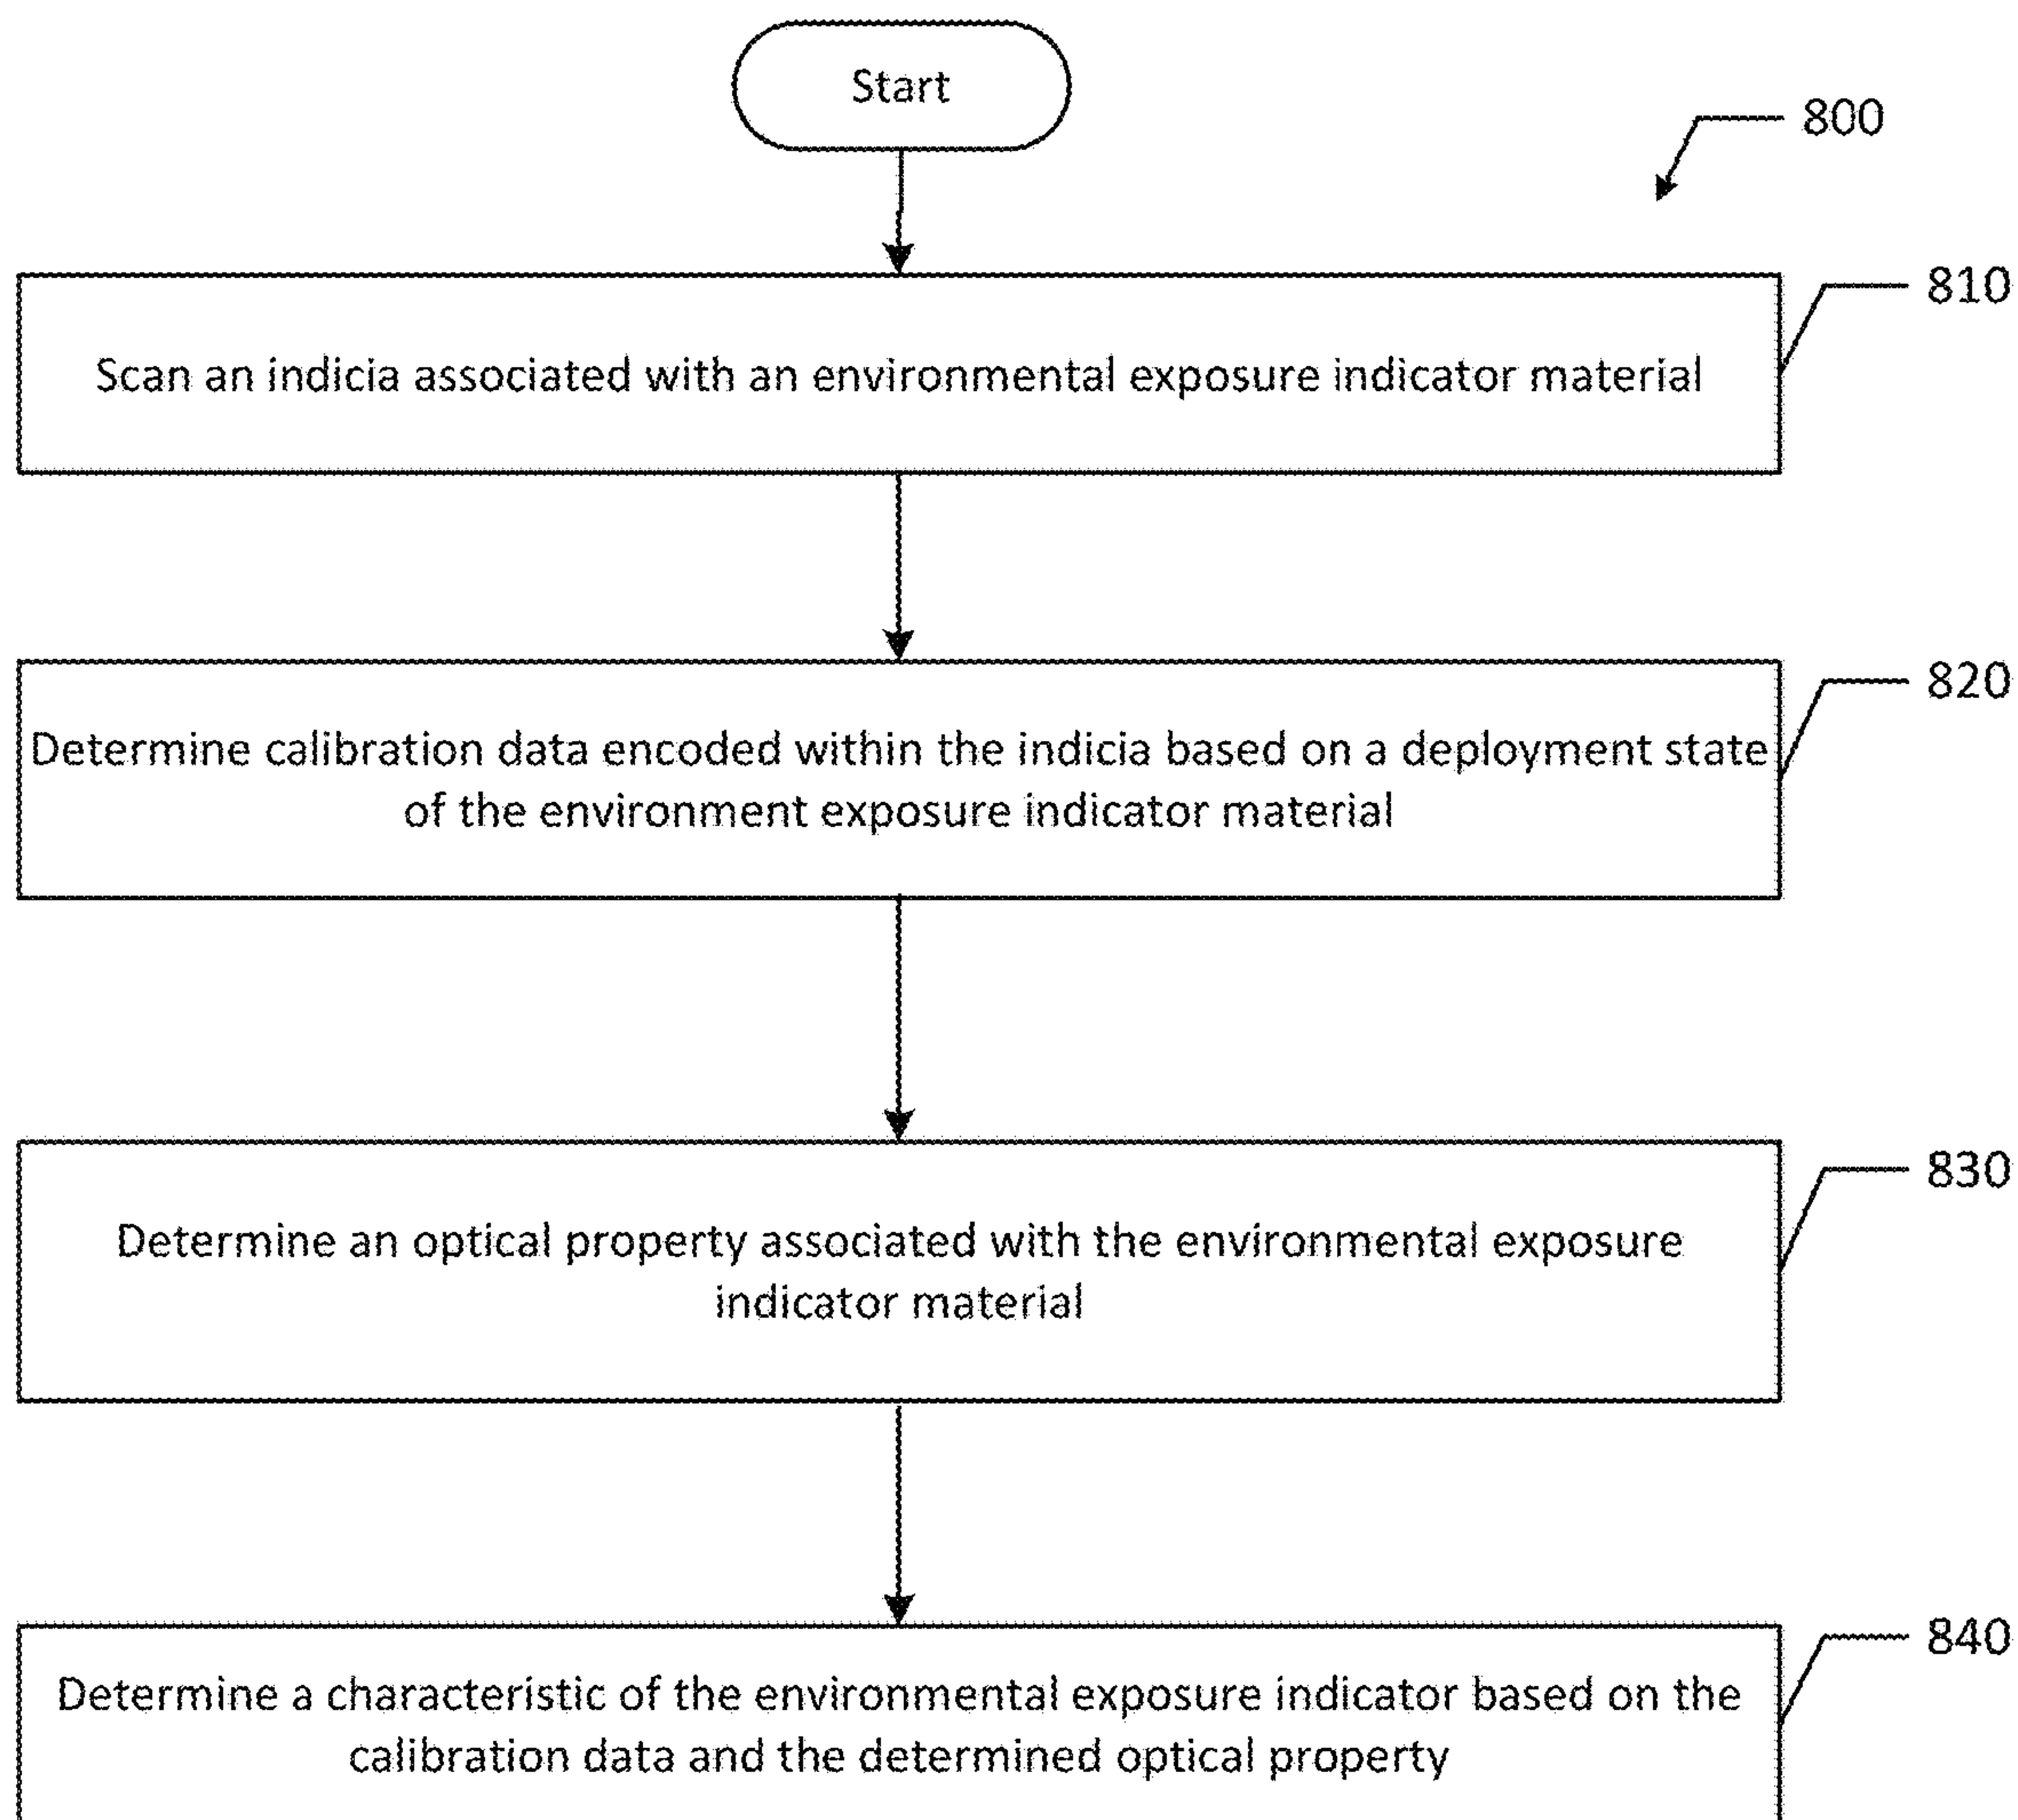 Start
800
810
Scan an indicia associated with an environmental exposure indicator material
820
Determine calibration data encoded within the indicia based on a deployment state
of the environment exposure indicator material
830
Determine an optical property associated with the environmental exposure
indicator material
840
Determine a characteristic of the environmental exposure indicator based on the
calibration data and the determined optical property